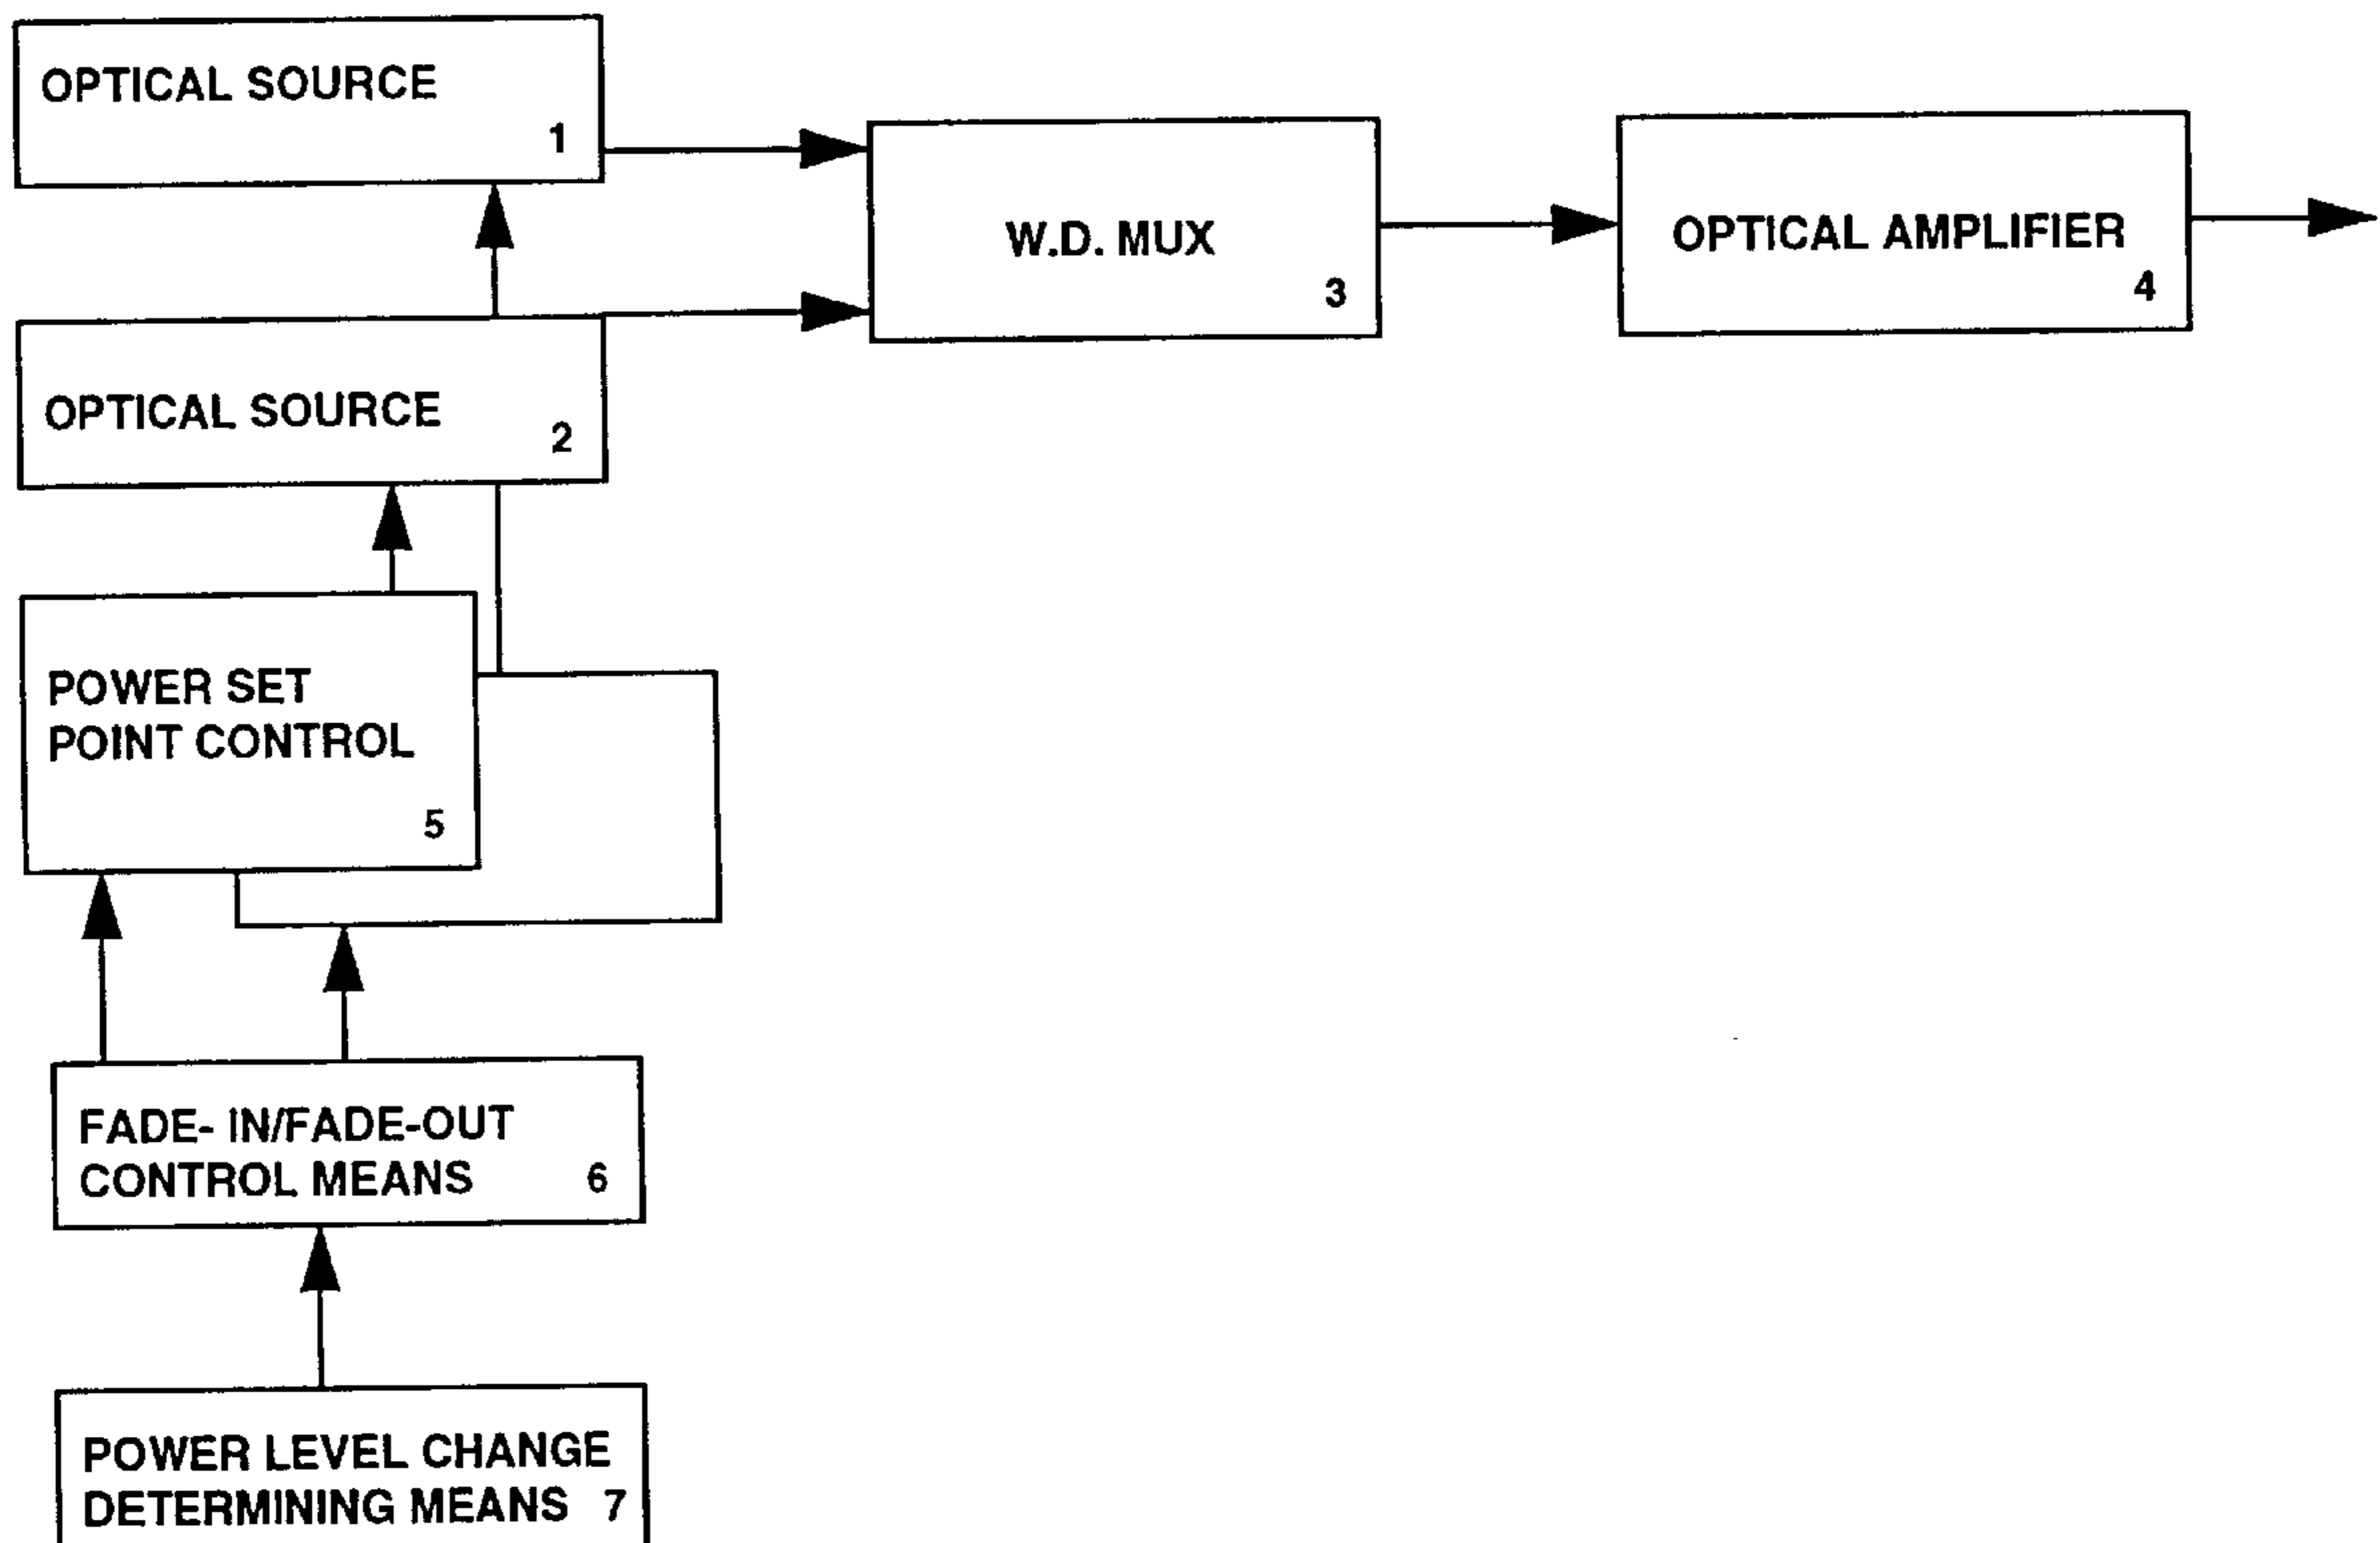 OPTICAL SOURCE
1
W.D. MUX
3
OPTICAL AMPLIFIER
4
OPTICAL SOURCE
2
POWER SET
POINT CONTROL
5
FADE- IN/FADE-OUT
CONTROL MEANS 6
POWER LEVEL CHANGE
DETERMINING MEANS 7